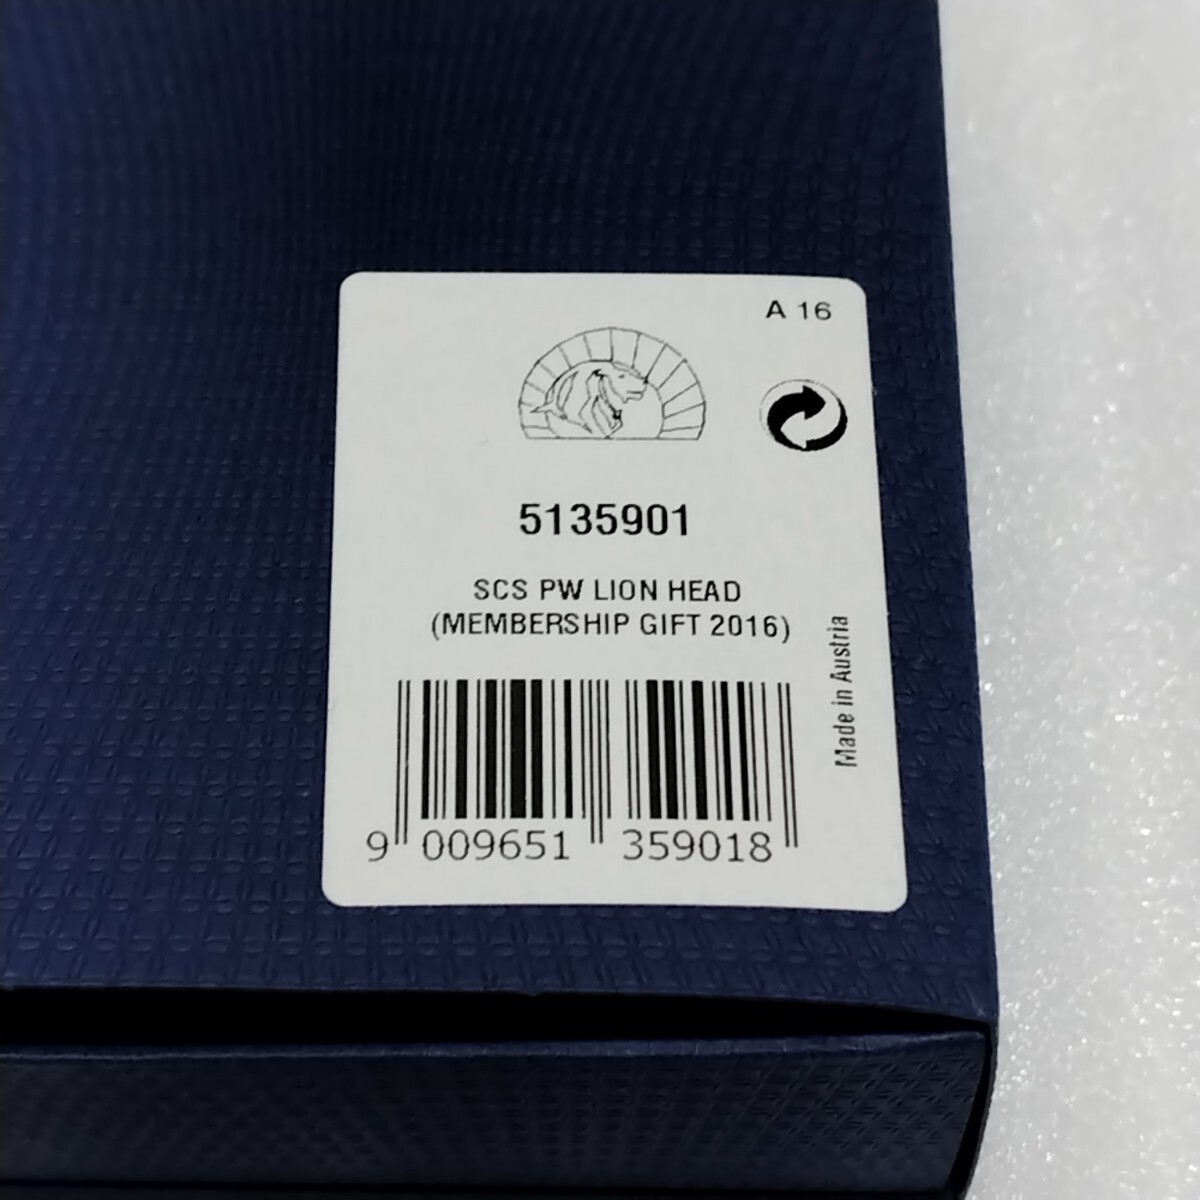 A 16
5135901
SCS PW LION HEAD
(MEMBERSHIP GIFT 2016)
Made in Austria
9 009651 359018